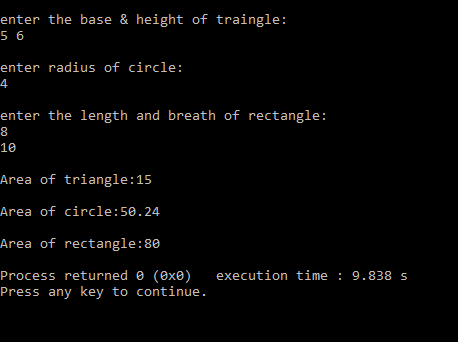 enter the base & height of traingle:
5 6
enter radius of circle:
4
enter the length and breath of rectangle:
8
10
Area of triangle:15
Area of circle:50.24
Area of rectangle:80
Process returned 0 (0x0)   execution time : 9.838 s
Press any key to continue.